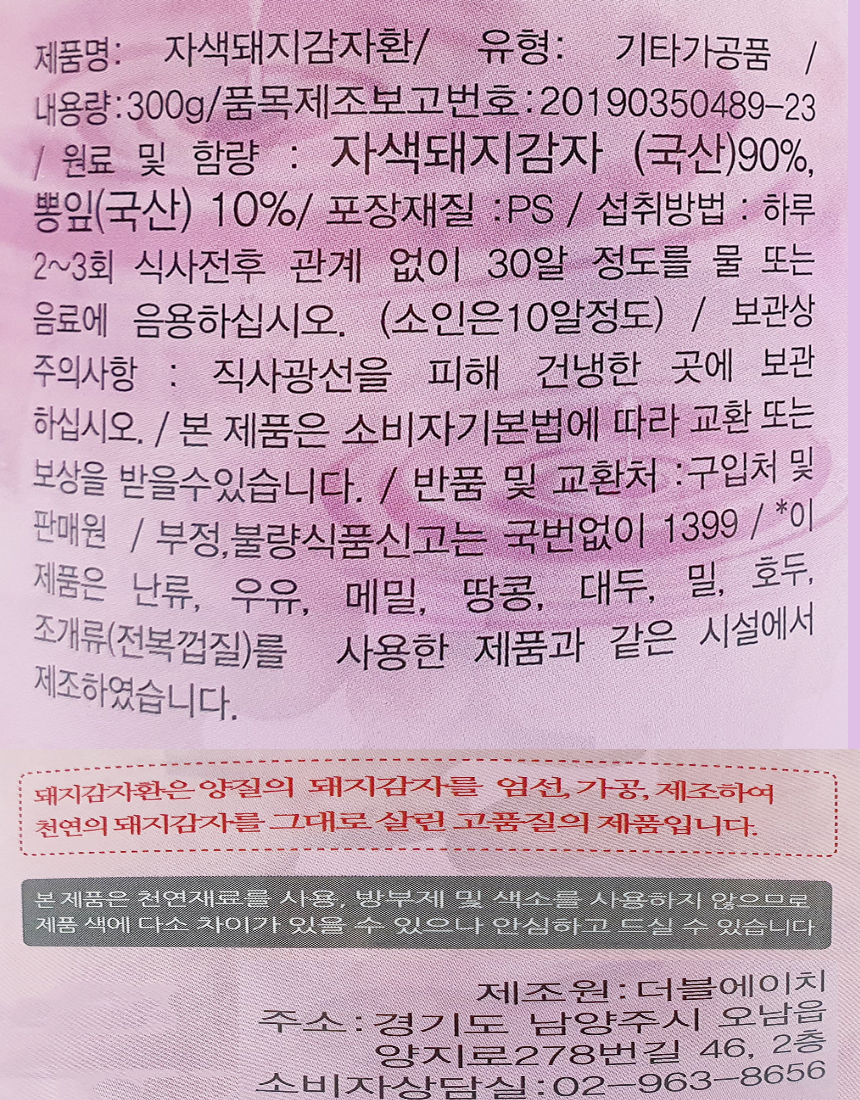 제품명: 자색돼지감자환/ 유형: 기타가공품 /
내용량:300g/품목제조보고번호:20190350489-23
/ 원료 및 함량 : 자색돼지감자 (국산)90%,
뽕잎(국산) 10%/ 포장재질 :PS / 섭취방법 : 하루
2~3회 식사전후 관계 없이 30알 정도를 물 또는
음료에 음용하십시오. (소인은10알정도) / 보관상
주의사항 : 직사광선을 피해 건냉한 곳에 보관
하십시오. / 본 제품은 소비자기본법에 따라 교환 또는
보상을 받을수있습니다. / 반품 및 교환처 :구입처 및
판매원 / 부정,불량식품신고는 국번없이 1399 / *이
제품은 난류, 우유, 메밀, 땅콩, 대두, 밀, 호두,
조개류(전복껍질)를 사용한 제품과 같은 시설에서
제조하였습니다.
돼지감자환은 양질의 돼지감자를 엄선, 가공, 제조하여
천연의 돼지감자를 그대로 살린 고품질의 제품입니다.
본 제품은 천연재료를 사용, 방부제 및 색소를 사용하지 않으므로
제품 색에 다소 차이가 있을 수 있으나 안심하고 드실 수 있습니다
제조원:더블에이치
주소:경기도 남양주시 오남읍
양지로278번길 46, 2층
소비자상담실:02-963-8656